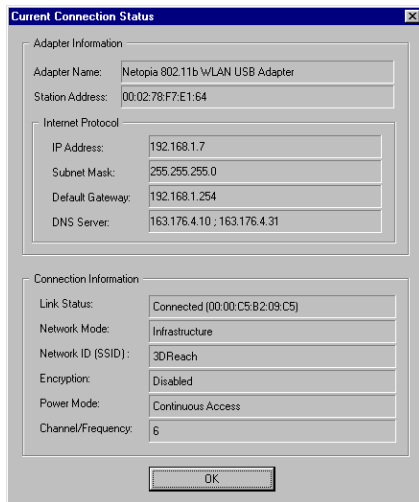 Current Connection Status
Adapter Information
Adapter Name: Netopia 802.11b WLAN USB Adapter
Station Address: 00:02:78:F7:E1:64
Internet Protocol
IP Address: 192.168.1.7
Subnet Mask: 255.255.255.0
Default Gateway: 192.168.1.254
DNS Server: 163.176.4.10 ; 163.176.4.31
Connection Information
Link Status: Connected (00:00:C5:B2:09:C5)
Network Mode: Infrastructure
Network ID (SSID) : 3DReach
Encryption: Disabled
Power Mode: Continuous Access
Channel/Frequency: 6
OK